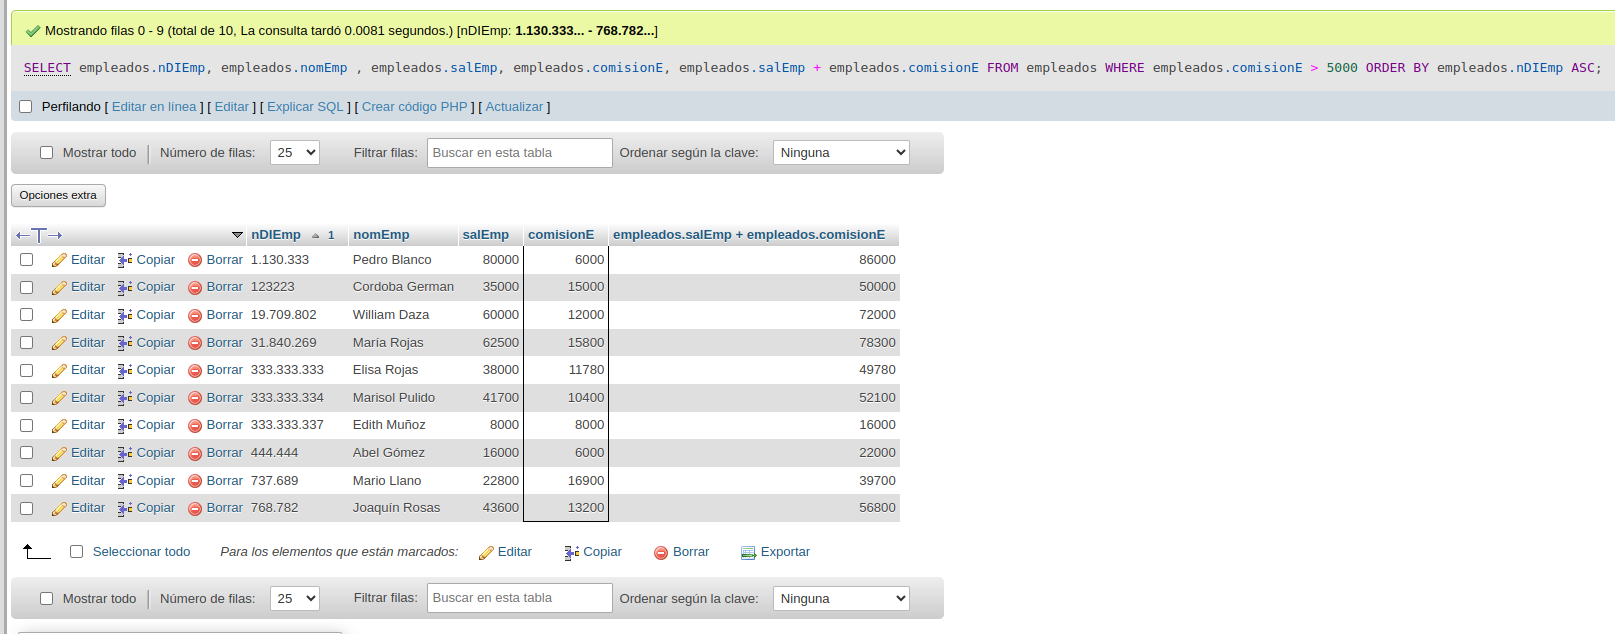 Mostrando filas 0 - 9 (total de 10, La consulta tardó 0.0081 segundos.) [nDIEmp: 1.130.333... - 768.782...]
SELECT empleados.nDIEmp, empleados.nomEmp , empleados.salEmp, empleados.comisionE, empleados.salEmp + empleados.comisionE FROM empleados WHERE empleados.comisionE > 5000 ORDER BY empleados.nDIEmp ASC;
Perfilando [ Editar en línea ] [ Editar ] [ Explicar SQL ] [ Crear código PHP ] [ Actualizar ]
Mostrar todo Número de filas: 25 Filtrar filas: Buscar en esta tabla Ordenar según la clave: Ninguna
Opciones extra
nDIEmp 1 nomEmp salEmp comisionE empleados.salEmp + empleados.comisionE
Editar Copiar Borrar 1.130.333 Pedro Blanco 80000 6000 86000
Editar Copiar Borrar 123223 Cordoba German 35000 15000 50000
Editar Copiar Borrar 19.709.802 William Daza 60000 12000 72000
Editar Copiar Borrar 31.840.269 María Rojas 62500 15800 78300
Editar Copiar Borrar 333.333.333 Elisa Rojas 38000 11780 49780
Editar Copiar Borrar 333.333.334 Marisol Pulido 41700 10400 52100
Editar Copiar Borrar 333.333.337 Edith Muñoz 8000 8000 16000
Editar Copiar Borrar 444.444 Abel Gómez 16000 6000 22000
Editar Copiar Borrar 737.689 Mario Llano 22800 16900 39700
Editar Copiar Borrar 768.782 Joaquín Rosas 43600 13200 56800
Seleccionar todo Para los elementos que están marcados: Editar Copiar Borrar Exportar
Mostrar todo Número de filas: 25 Filtrar filas: Buscar en esta tabla Ordenar según la clave: Ninguna